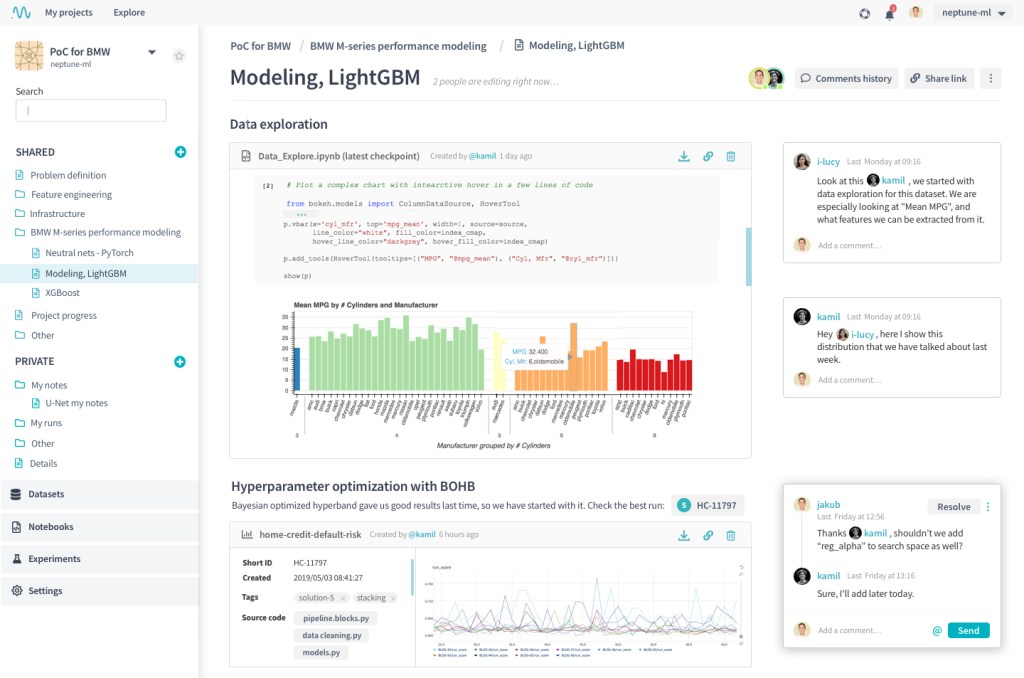 My projects
Explore
neptune-ml
PoC for BMW
neptune-ml
Search
SHARED
Problem definition
Feature engineering
Infrastructure
BMW M-series performance modeling
Neutral nets - PyTorch
Modeling, LightGBM
XGBoost
Project progress
Other
PRIVATE
My notes
U-Net my notes
My runs
Other
Details
Datasets
Notebooks
Experiments
Settings
PoC for BMW / BMW M-series performance modeling / Modeling, LightGBM
Modeling, LightGBM
2 people are editing right now…
Comments history
Share link
Data exploration
Data_Explore.ipynb (latest checkpoint)
Created by @kamil 1 day ago
[2] # Plot a complex chart with intearctive hover in a few lines of code
from bokeh.models import ColumnDataSource, HoverTool
...
p.vbar(x='cyl_mfr', top='mpg_mean', width=1, source=source,
line_color="white", fill_color=index_cmap,
hover_line_color="darkgrey", hover_fill_color=index_cmap)
p.add_tools(HoverTool(tooltips=[("MPG", "@mpg_mean"), ("Cyl, Mfr", "@cyl_mfr")]))
show(p)
Mean MPG by # Cylinders and Manufacturer
35
30
25
20
15
10
5
0
MPG: 32.400
Cyl, Mfr: 6,oldsmobile
3
4
5
6
8
Manufacturer grouped by # Cylinders
i-lucy Last Monday at 09:16
Look at this kamil , we started with
data exploration for this dataset. We are
especially looking at "Mean MPG", and
what features we can be extracted from it.
Add a comment…
kamil Last Monday at 09:16
Hey i-lucy , here I show this
distribution that we have talked about last
week.
Add a comment…
Hyperparameter optimization with BOHB
Bayesian optimized hyperband gave us good results last time, so we have started with it. Check the best run:
S HC-11797
home-credit-default-risk
Created by @kamil 6 hours ago
Short ID HC-11797
Created 2019/05/03 08:41:27
Tags solution-5 × stacking ×
Source code pipeline.blocks.py
data cleaning.py
models.py
jakub
Resolve
Last Friday at 12:56
Thanks kamil , shouldn't we add
"reg_alpha" to search space as well?
kamil Last Friday at 13:16
Sure, I'll add later today.
Add a comment…
@
Send